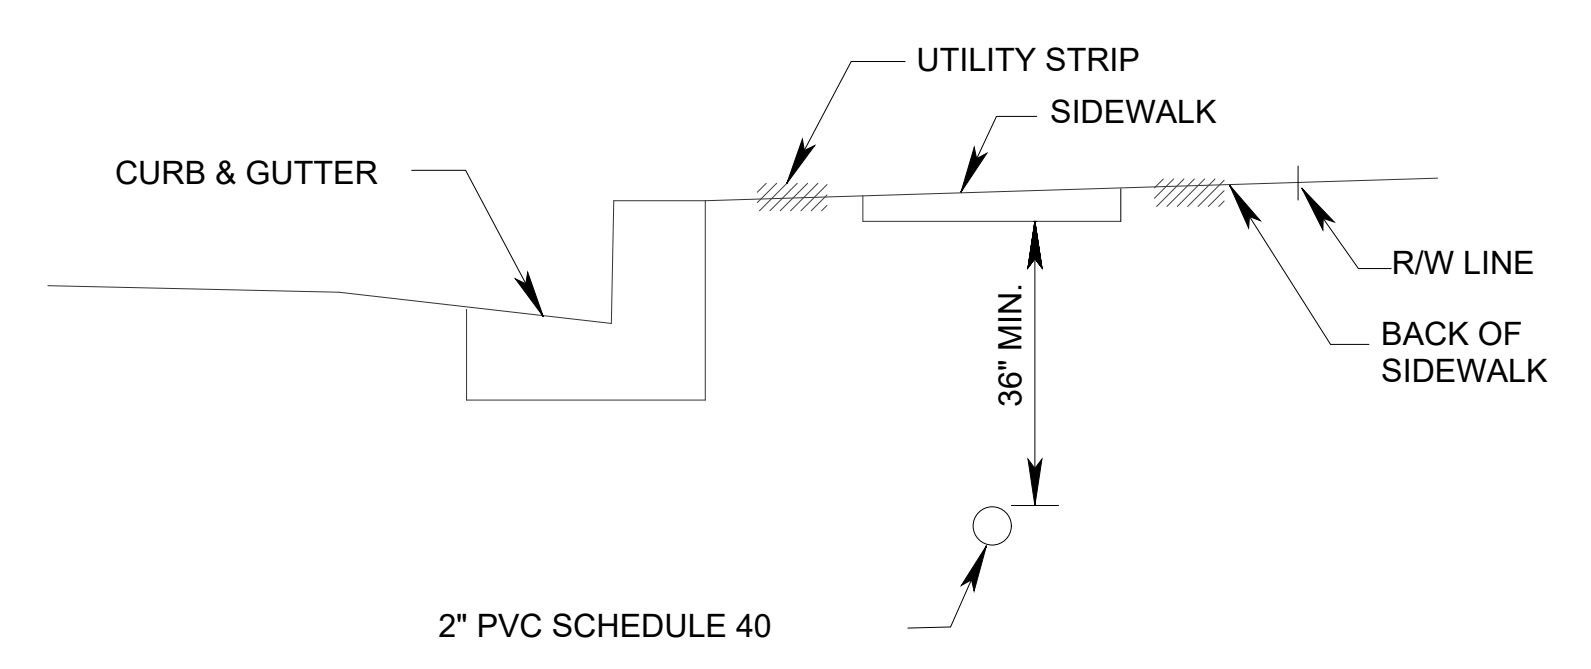 UTILITY STRIP
SIDEWALK
CURB & GUTTER
R/W LINE
36" MIN.
BACK OF
SIDEWALK
2" PVC SCHEDULE 40